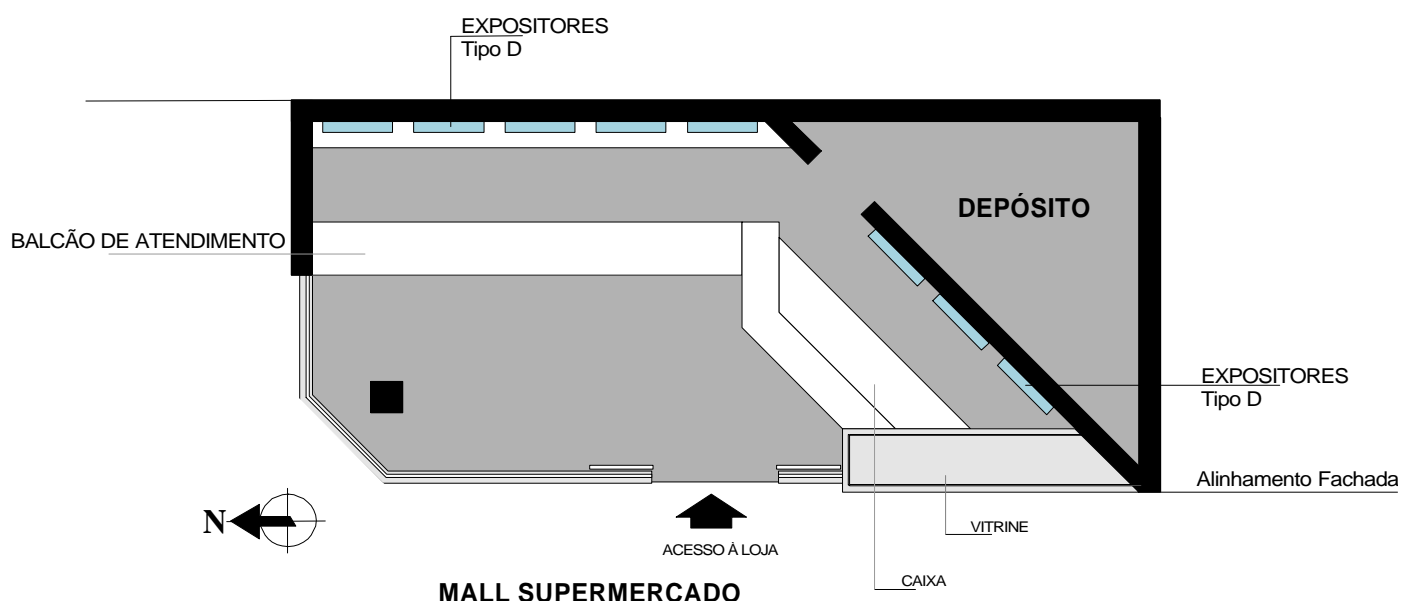 EXPOSITORES
Tipo D
DEPÓSITO
BALCÃO DE ATENDIMENTO
EXPOSITORES
Tipo D
Alinhamento Fachada
N
VITRINE
ACESSO À LOJA
CAIXA
MALL SUPERMERCADO